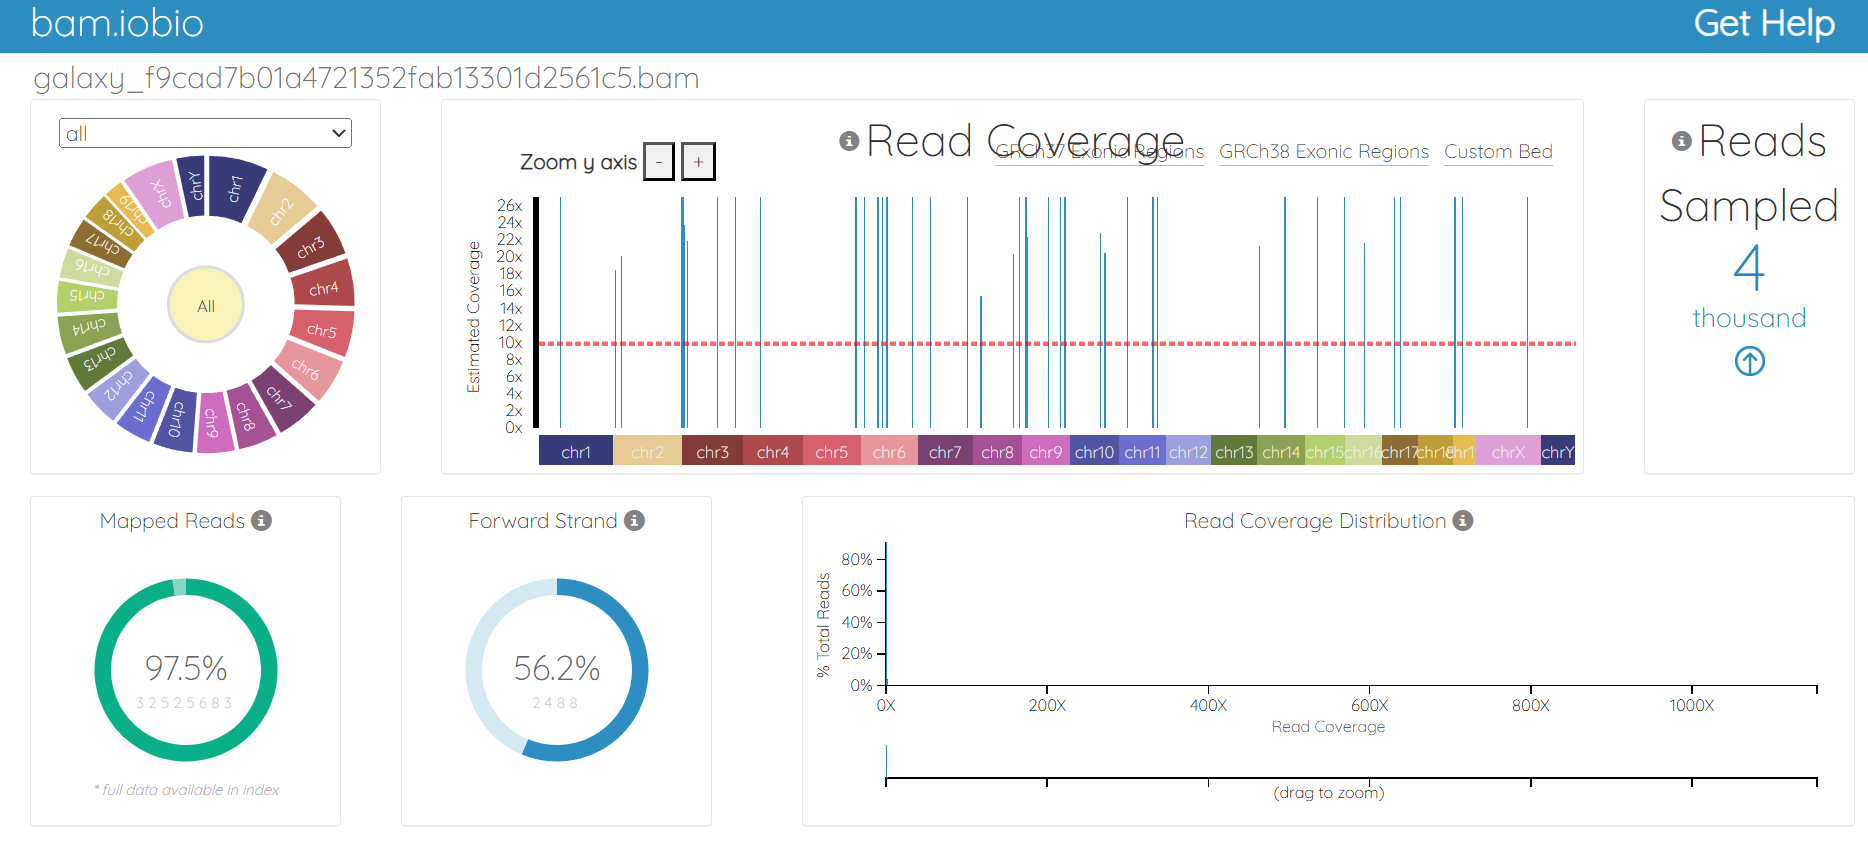 bam.iobio
Get Help
galaxy_f9cad7b01a4721352fab13301d2561c5.bam
all
chr1
chr2
chr3
chr4
chr5
chr6
chr7
chr8
chr9
chr10
chr11
chr12
chr13
chr14
chr15
chr16
chr17
chr18
chr19
chrX
chrY
All
Read Coverage
Zoom y axis - +
GRCh37 Exonic Regions GRCh38 Exonic Regions Custom Bed
Estimated Coverage
26x
24x
22x
20x
18x
16x
14x
12x
10x
8x
6x
4x
2x
0x
chr1 chr2 chr3 chr4 chr5 chr6 chr7 chr8 chr9 chr10 chr11 chr12 chr13 chr14 chr15 chr16 chr17 chr18 chr1 chrX chrY
Reads
Sampled
4
thousand
Mapped Reads
97.5%
32525683
* full data available in index
Forward Strand
56.2%
2488
Read Coverage Distribution
% Total Reads
80%
60%
40%
20%
0%
0X 200X 400X 600X 800X 1000X
Read Coverage
(drag to zoom)